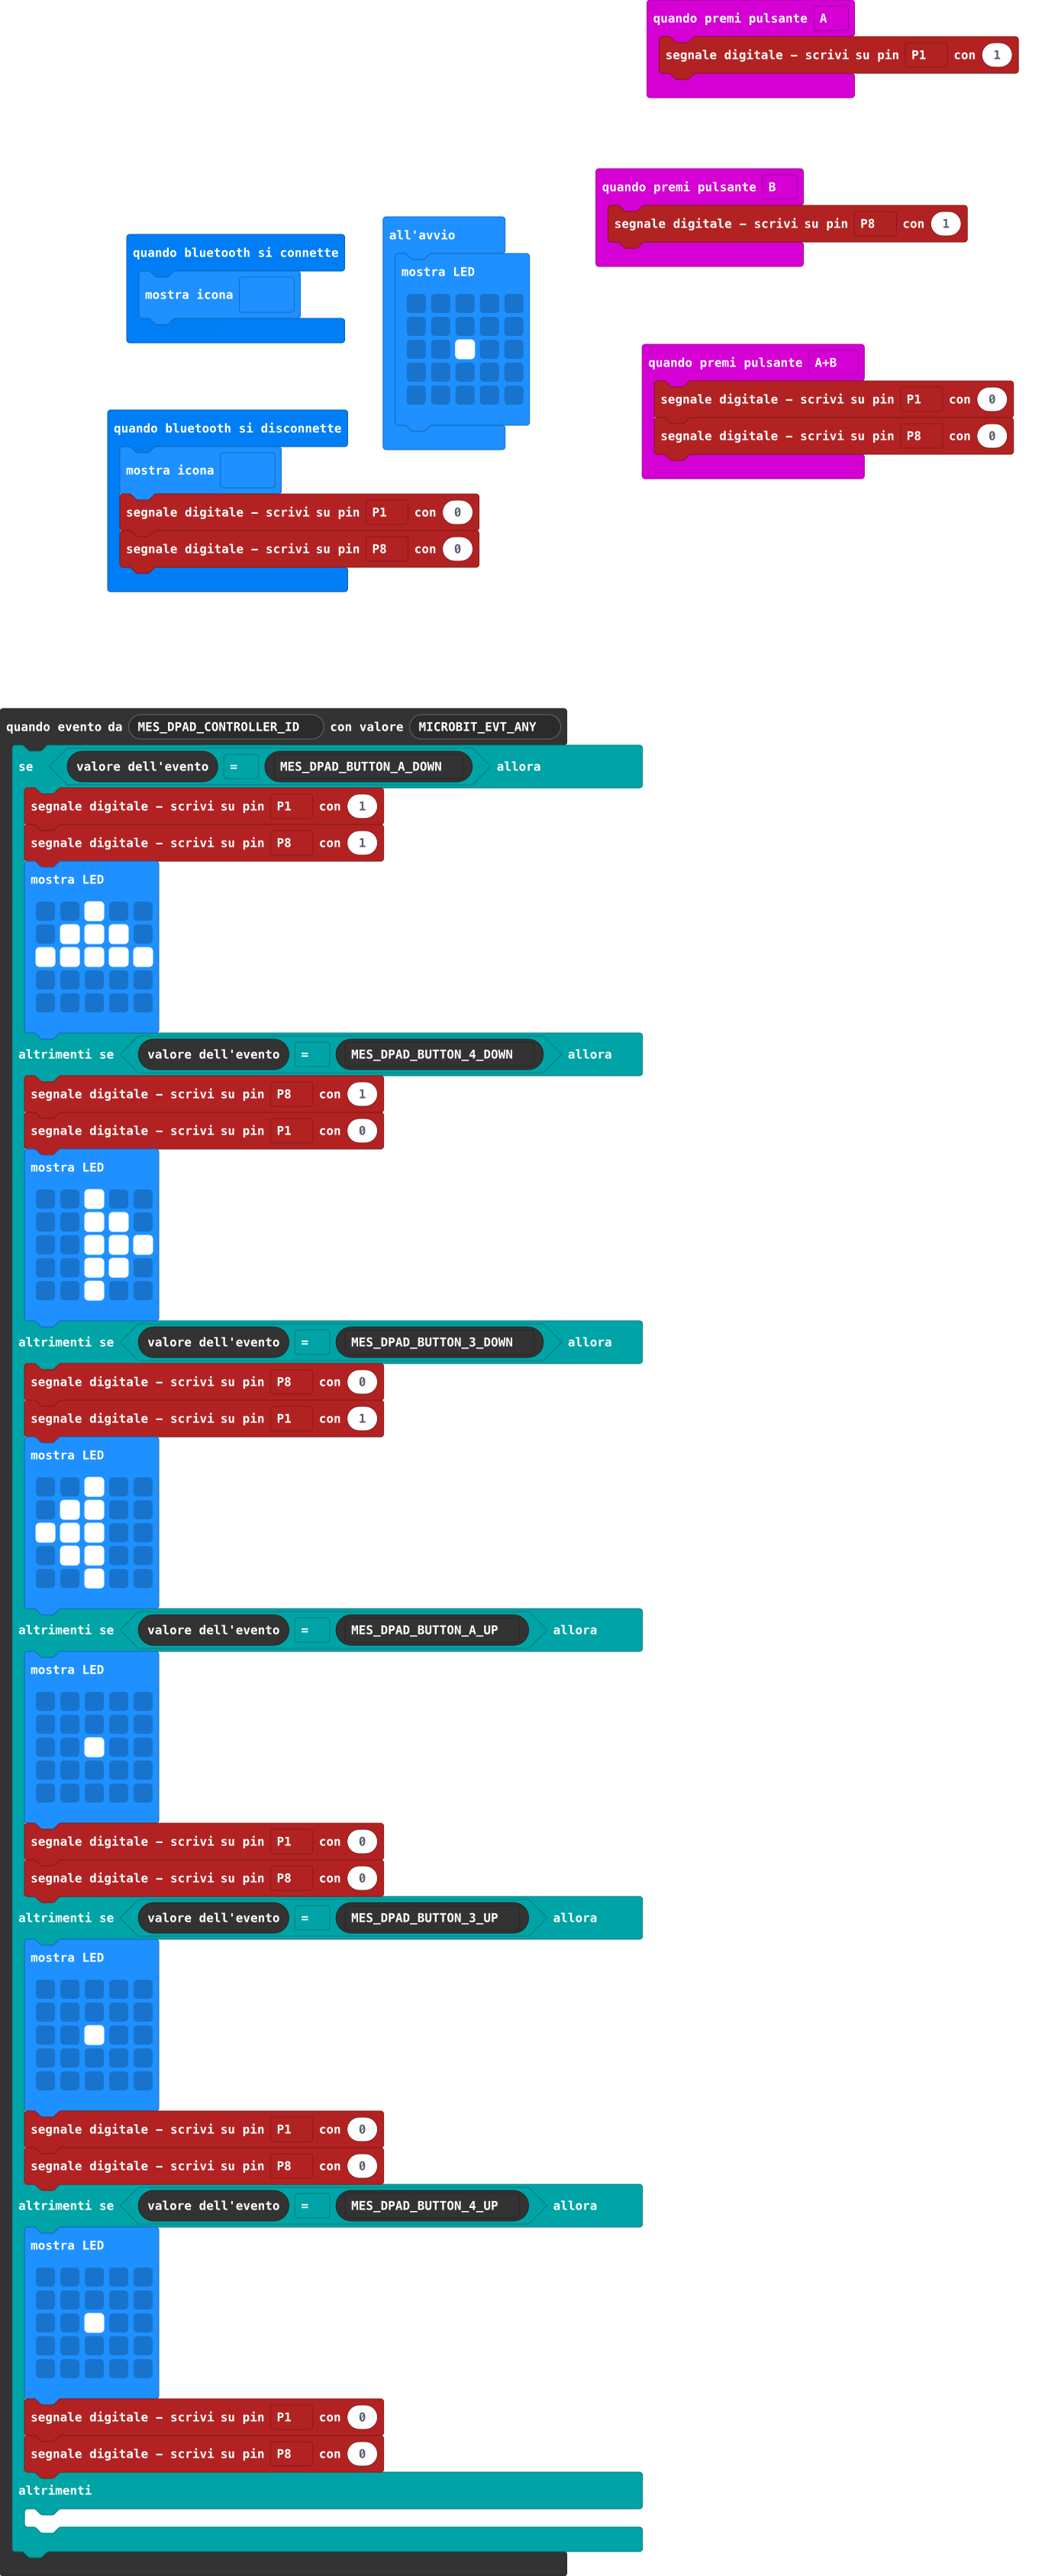 quando premi pulsante A
segnale digitale – scrivi su pin P1 con 1
quando premi pulsante B
segnale digitale – scrivi su pin P8 con 1
quando bluetooth si connette
mostra icona
all'avvio
mostra LED
quando premi pulsante A+B
segnale digitale – scrivi su pin P1 con 0
segnale digitale – scrivi su pin P8 con 0
quando bluetooth si disconnette
mostra icona
segnale digitale – scrivi su pin P1 con 0
segnale digitale – scrivi su pin P8 con 0
quando evento da MES_DPAD_CONTROLLER_ID con valore MICROBIT_EVT_ANY
se valore dell'evento = MES_DPAD_BUTTON_A_DOWN allora
segnale digitale – scrivi su pin P1 con 1
segnale digitale – scrivi su pin P8 con 1
mostra LED
altrimenti se valore dell'evento = MES_DPAD_BUTTON_4_DOWN allora
segnale digitale – scrivi su pin P8 con 1
segnale digitale – scrivi su pin P1 con 0
mostra LED
altrimenti se valore dell'evento = MES_DPAD_BUTTON_3_DOWN allora
segnale digitale – scrivi su pin P8 con 0
segnale digitale – scrivi su pin P1 con 1
mostra LED
altrimenti se valore dell'evento = MES_DPAD_BUTTON_A_UP allora
mostra LED
segnale digitale – scrivi su pin P1 con 0
segnale digitale – scrivi su pin P8 con 0
altrimenti se valore dell'evento = MES_DPAD_BUTTON_3_UP allora
mostra LED
segnale digitale – scrivi su pin P1 con 0
segnale digitale – scrivi su pin P8 con 0
altrimenti se valore dell'evento = MES_DPAD_BUTTON_4_UP allora
mostra LED
segnale digitale – scrivi su pin P1 con 0
segnale digitale – scrivi su pin P8 con 0
altrimenti